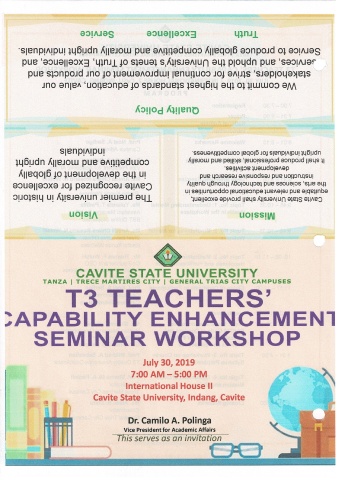 Mission
Cavite State University shall provide excellent,
equitable and relevant educational opportunities in
the arts, sciences and technology through quality
instruction and responsive research and
development activities.
It shall produce professional, skilled and morally
upright individuals for global competitiveness.
Vision
The premier university in historic
Cavite recognized for excellence
in the development of globally
competitive and morally upright
individuals
Quality Policy
We commit to the highest standards of education, value our
stakeholders, strive for continual improvement of our products and
services, and uphold the University's tenets of Truth, Excellence, and
Service to produce globally competitive and morally upright individuals.
Truth Excellence Service
CAVITE STATE UNIVERSITY
TANZA | TRECE MARTIRES CITY | GENERAL TRIAS CITY CAMPUSES
T3 TEACHERS'
CAPABILITY ENHANCEMENT
SEMINAR WORKSHOP
July 30, 2019
7:00 AM – 5:00 PM
International House II
Cavite State University, Indang, Cavite
Dr. Camilo A. Polinga
Vice President for Academic Affairs
This serves as an invitation